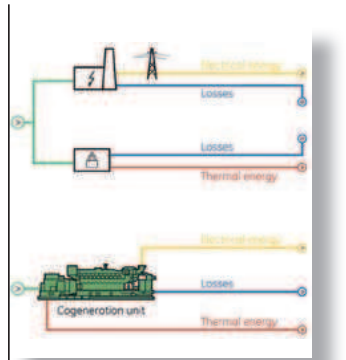 Electrical energy
Losses
Losses
Thermal energy
Electrical energy
Losses
Cogeneration unit
Thermal energy